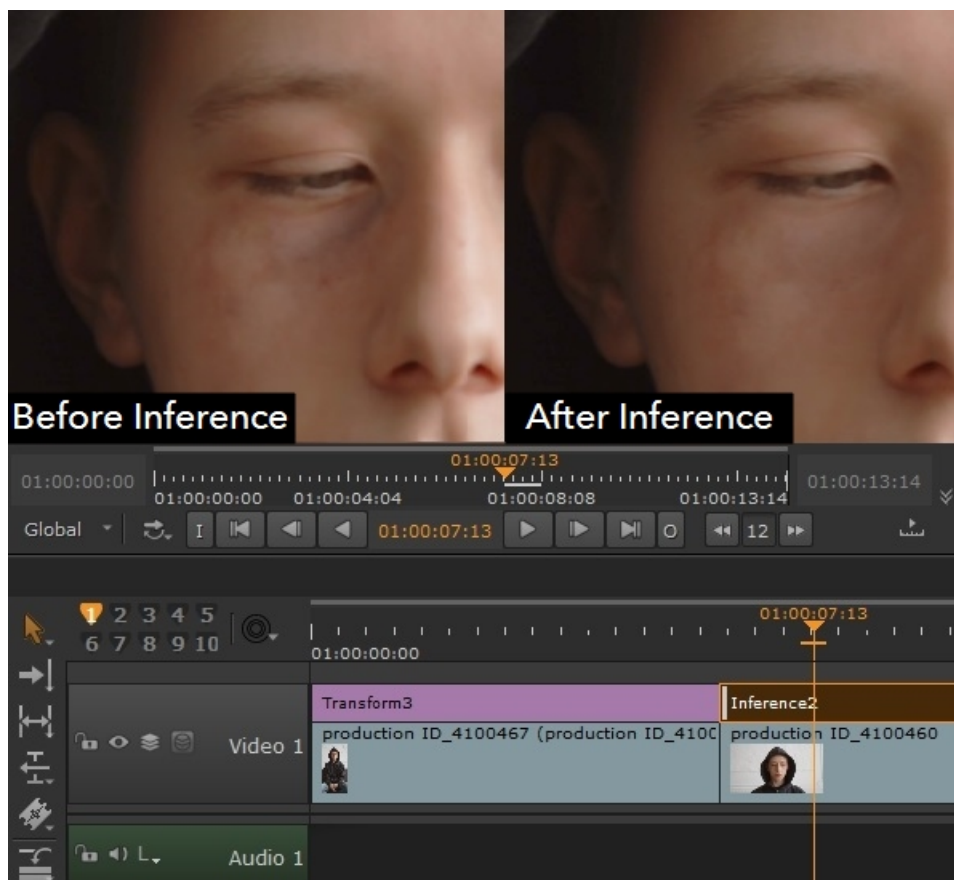 Before Inference
After Inference
01:00:07:13
01:00:00:00
01:00:13:14
01:00:00:00 01:00:04:04 01:00:08:08 01:00:13:14
Global I 01:00:07:13 O 12
1 2 3 4 5
6 7 8 9 10
01:00:07:13
01:00:00:00
Transform3 Inference2
Video 1
production ID_4100467 (production ID_4100 production ID_4100460
L
Audio 1